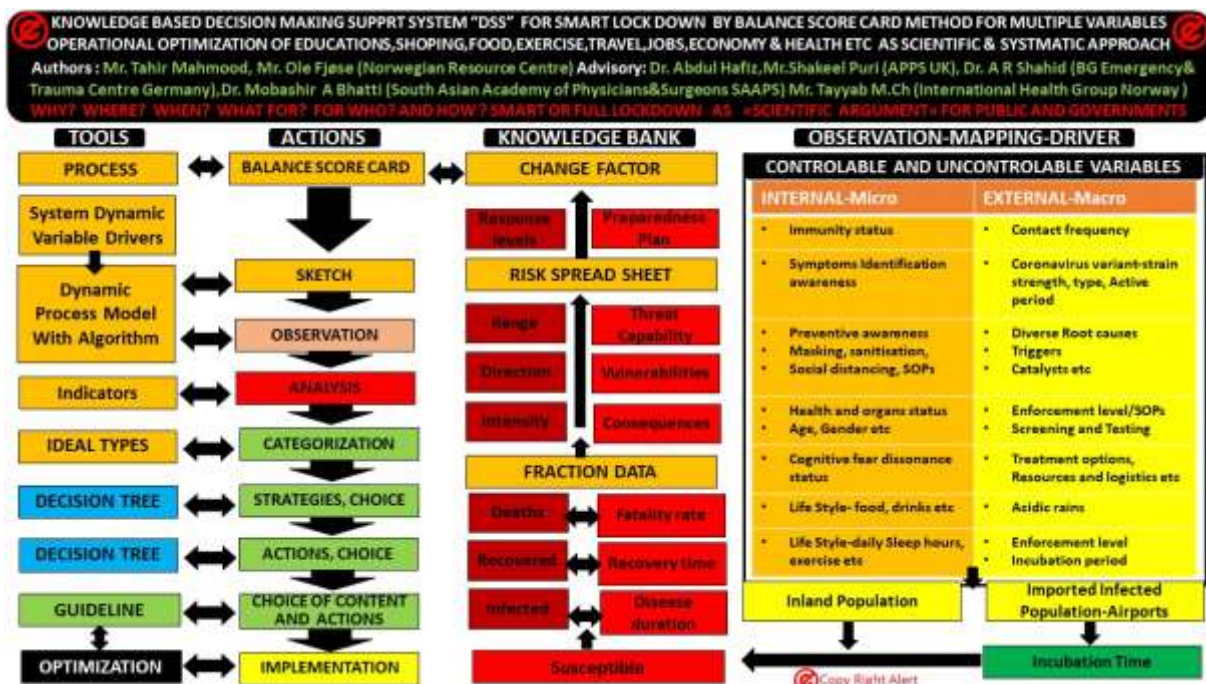 KNOWLEDGE BASED DECISION MAKING SUPPRT SYSTEM "DSS" FOR SMART LOCK DOWN BY BALANCE SCORE CARD METHOD FOR MULTIPLE VARIABLES
OPERATIONAL OPTIMIZATION OF EDUCATIONS,SHOPING,FOOD,EXERCISE,TRAVEL,JOBS,ECONOMY & HEALTH ETC AS SCIENTIFIC & SYSTMATIC APPROACH
Authors : Mr. Tahir Mahmood, Mr. Ole Fjøse (Norwegian Resource Centre) Advisory: Dr. Abdul Hafiz,Mr.Shakeel Puri (APPS UK), Dr. A R Shahid (BG Emergency&
Trauma Centre Germany),Dr. Mobashir A Bhatti (South Asian Academy of Physicians&Surgeons SAAPS) Mr. Tayyab M.Ch (International Health Group Norway )
WHY? WHERE? WHEN? WHAT FOR? FOR WHO? AND HOW ? SMART OR FULL LOCKDOWN AS «SCIENTIFIC ARGUMENT» FOR PUBLIC AND GOVERNMENTS
TOOLS
PROCESS
System Dynamic
Variable Drivers
Dynamic
Process Model
With Algorithm
Indicators
IDEAL TYPES
DECISION TREE
DECISION TREE
GUIDELINE
OPTIMIZATION
ACTIONS
BALANCE SCORE CARD
SKETCH
OBSERVATION
ANALYSIS
CATEGORIZATION
STRATEGIES, CHOICE
ACTIONS, CHOICE
CHOICE OF CONTENT
AND ACTIONS
IMPLEMENTATION
KNOWLEDGE BANK
CHANGE FACTOR
Response
levels
Preparedness
Plan
RISK SPREAD SHEET
Range
Threat
Capability
Direction
Vulnerabilities
Intensity
Consequences
FRACTION DATA
Deaths
Fatality rate
Recovered
Recovery time
Infected
Disease
duration
Susceptible
OBSERVATION-MAPPING-DRIVER
CONTROLABLE AND UNCONTROLABLE VARIABLES
INTERNAL-Micro
• Immunity status
• Symptoms Identification
awareness
• Preventive awarnness
• Masking, sanitisation,
• Social distancing, SOPs
• Health and organs status
• Age, Gender etc
• Cognitive fear dissonance
status
• Life Style- food, drinks etc
• Life Style-daily Sleep hours,
exercise etc
EXTERNAL-Macro
• Contact frequency
• Coronavirus variant-strain
strength, type, Active
period
• Diverse Root causes
• Triggers
• Catalysts etc
• Enforcement level/SOPs
• Screening and Testing
• Treatment options,
Resources and logistics etc
• Acidic rains
• Enforcement level
• Incubation period
Inland Population
Imported Infected
Population-Airports
Incubation Time
Copy Right Alert